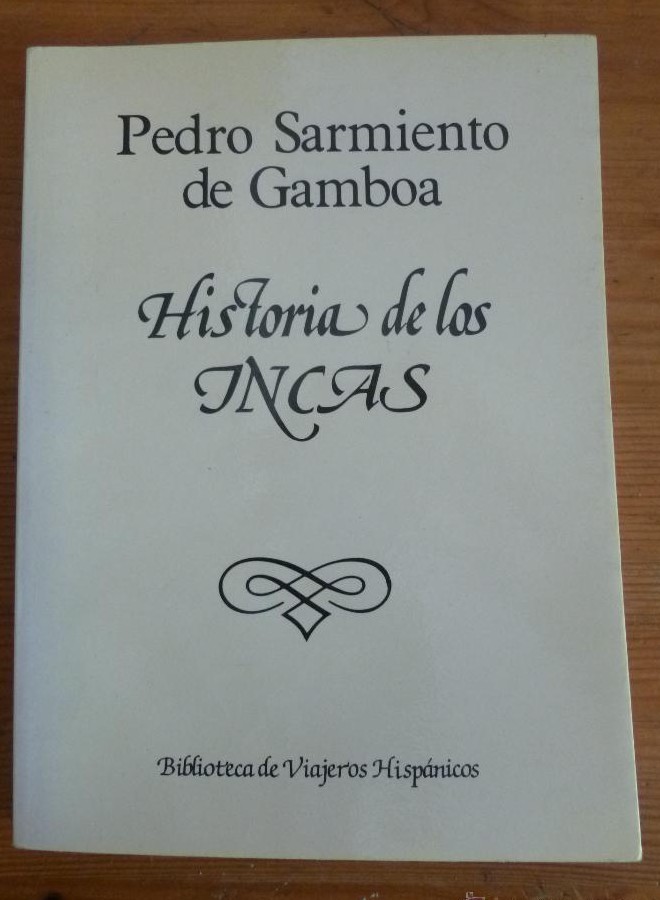 Pedro Sarmiento
de Gamboa
Historia de los
INCAS
Biblioteca de Viajeros Hispánicos